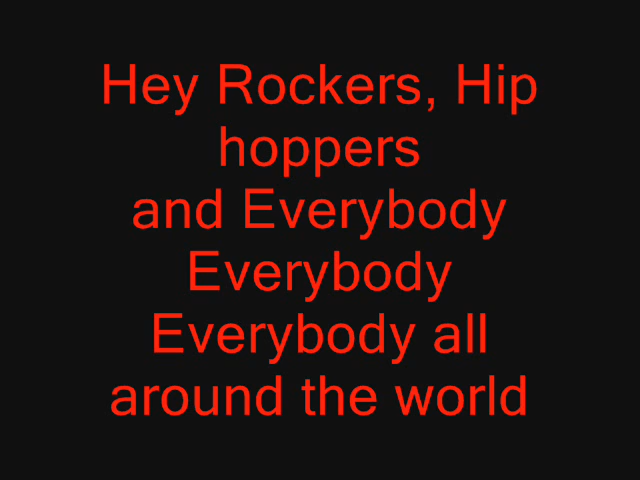 Hey Rockers, Hip
hoppers
and Everybody
Everybody
Everybody all
around the world